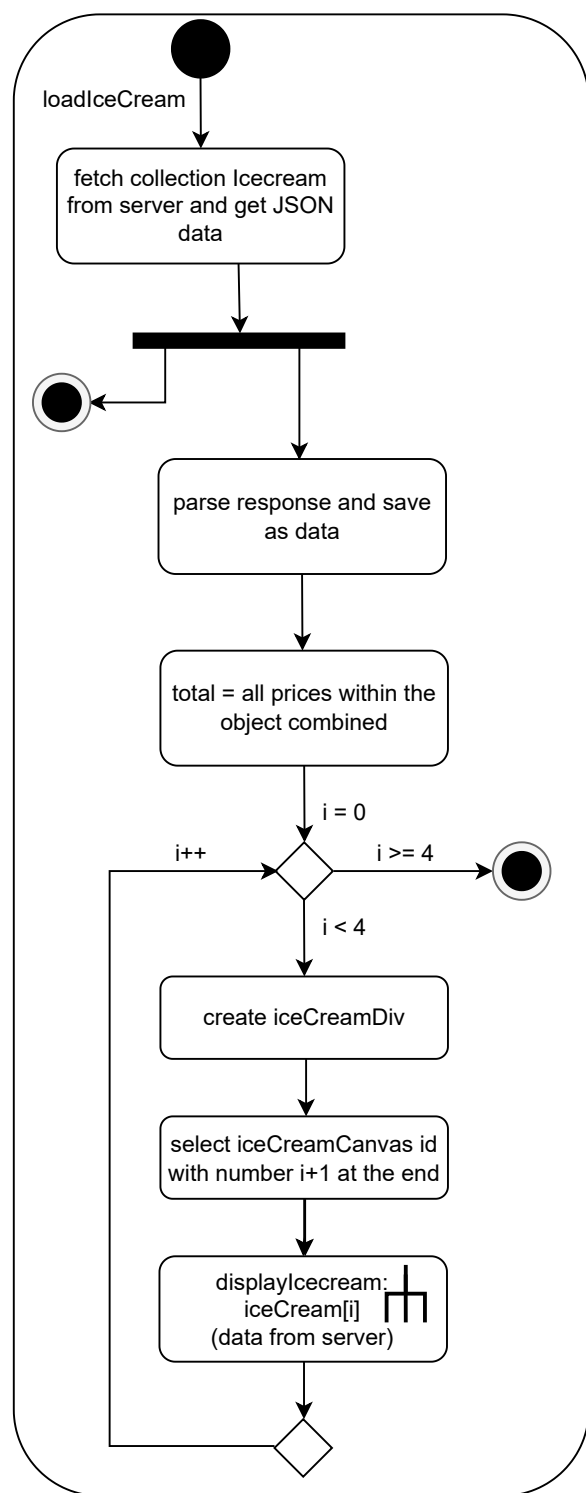 loadIceCream
fetch collection Icecream
from server and get JSON
data
parse response and save
as data
total = all prices within the
object combined
i = 0
i++
i >= 4
i < 4
create iceCreamDiv
select iceCreamCanvas id
with number i+1 at the end
displayIcecream:
iceCream[i]
(data from server)